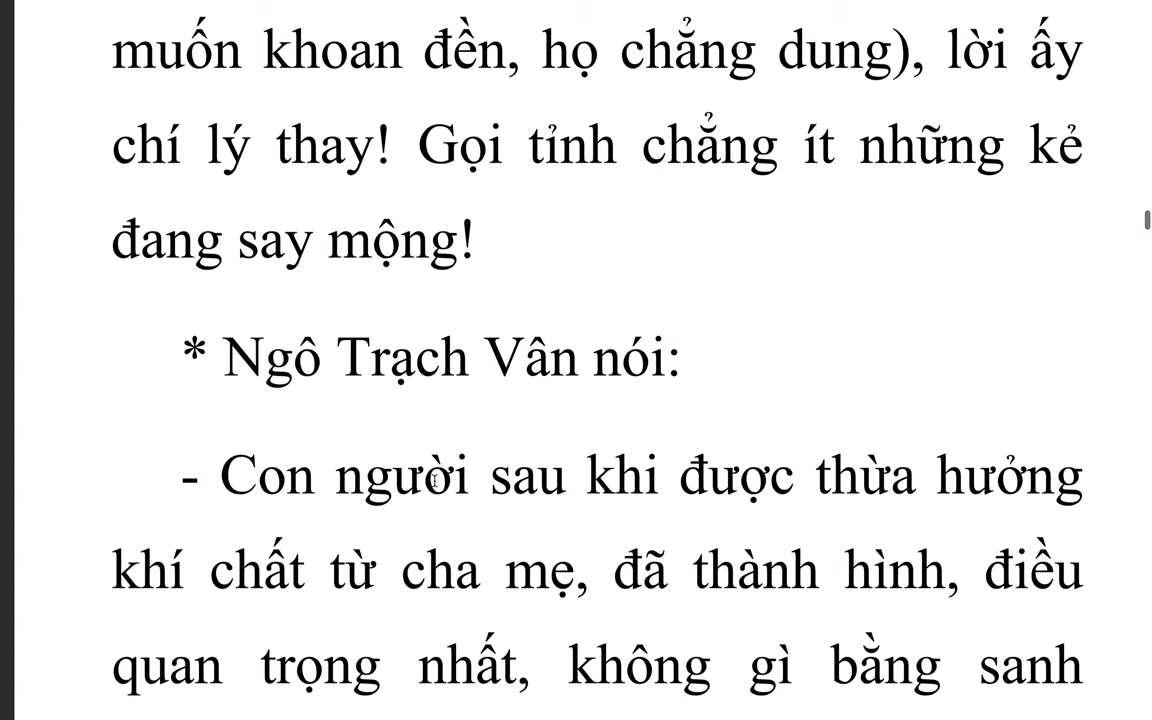 muốn khoan đền, họ chẳng dung), lời ấy
chí lý thay! Gọi tỉnh chẳng ít những kẻ
đang say mộng!
* Ngô Trạch Vân nói:
- Con người sau khi được thừa hưởng
khí chất từ cha mẹ, đã thành hình, điều
quan trọng nhất, không gì bằng sanh